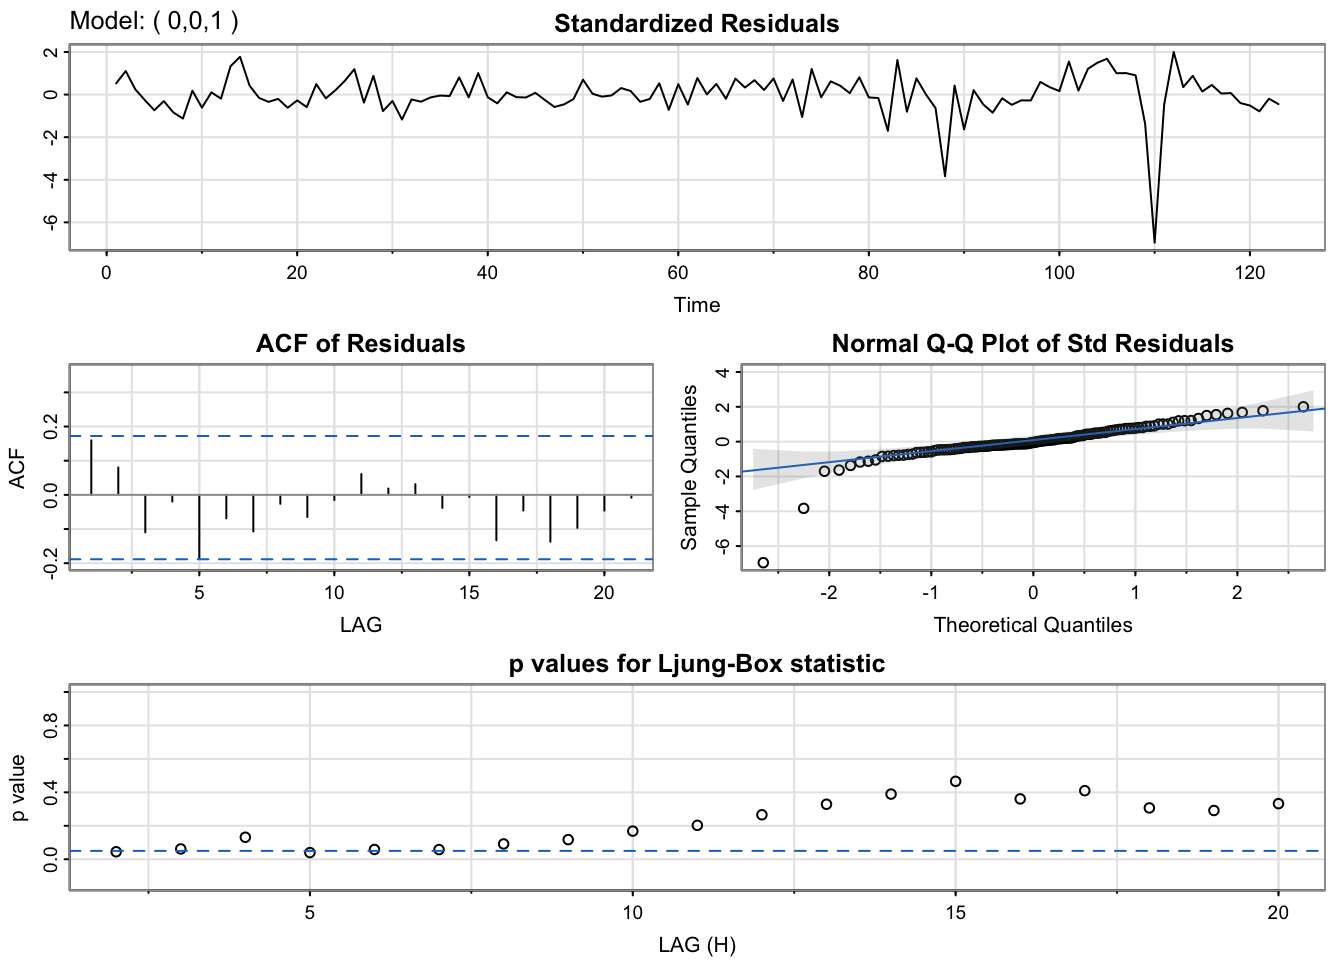 Model: ( 0,0,1 )
Standardized Residuals
2
0
-2
-4
-6
0 20 40 60 80 100 120
Time
ACF of Residuals
ACF
0.2
0.0
-0.2
5 10 15 20
LAG
Normal Q-Q Plot of Std Residuals
Sample Quantiles
4
2
0
-2
-4
-6
-2 -1 0 1 2
Theoretical Quantiles
p values for Ljung-Box statistic
p value
0.8
0.4
0.0
5 10 15 20
LAG (H)